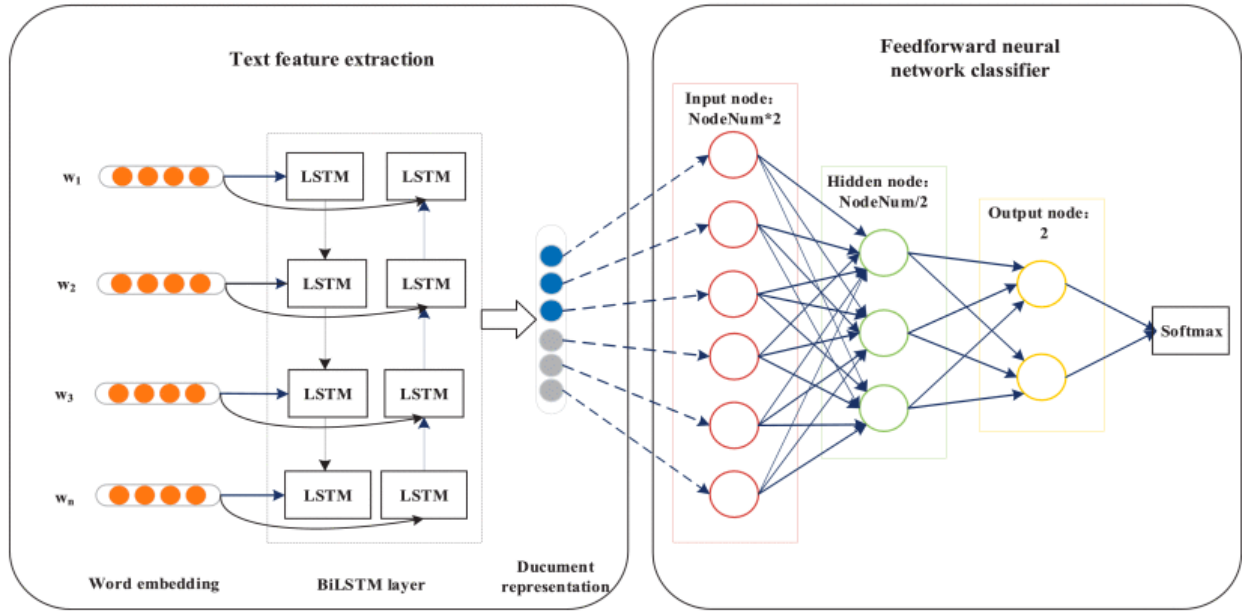 Text feature extraction
w1
LSTM
LSTM
w2
LSTM
LSTM
w3
LSTM
LSTM
wn
LSTM
LSTM
Word embedding
BiLSTM layer
Ducument
representation
Feedforward neural
network classifier
Input node：
NodeNum*2
Hidden node：
NodeNum/2
Output node：
2
Softmax